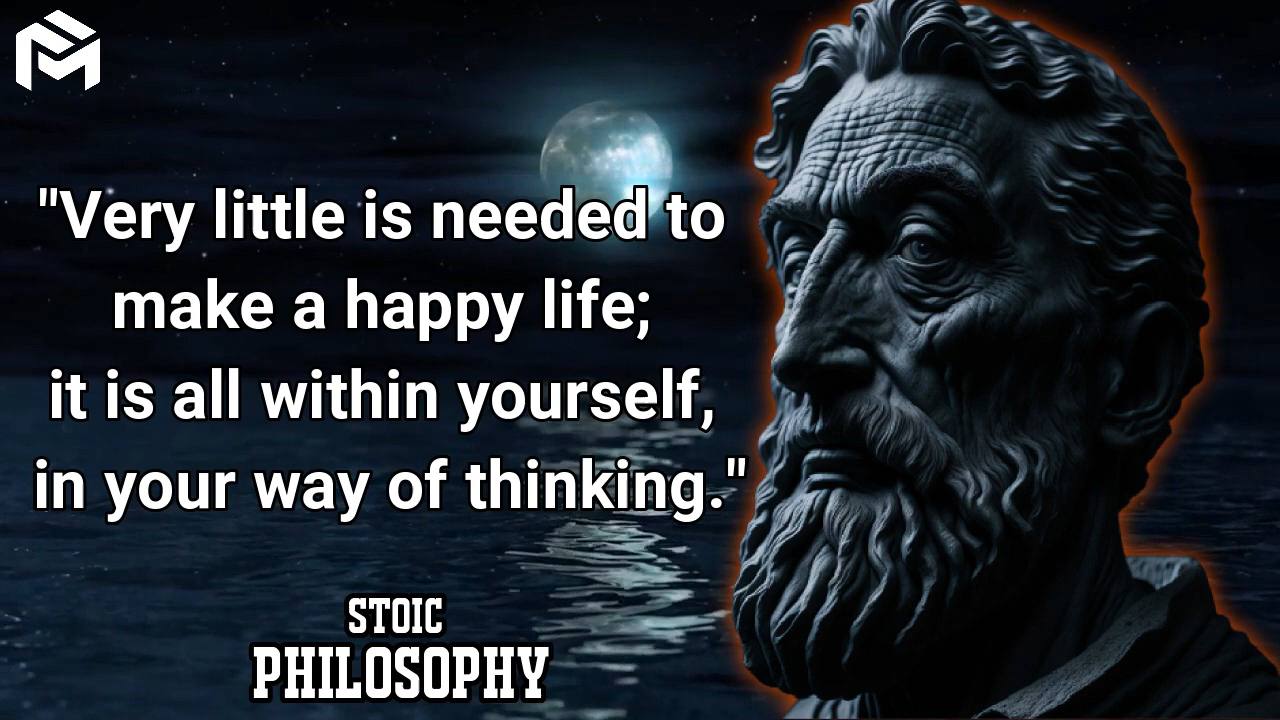 "Very little is needed to
make a happy life;
it is all within yourself,
in your way of thinking."
STOIC
PHILOSOPHY